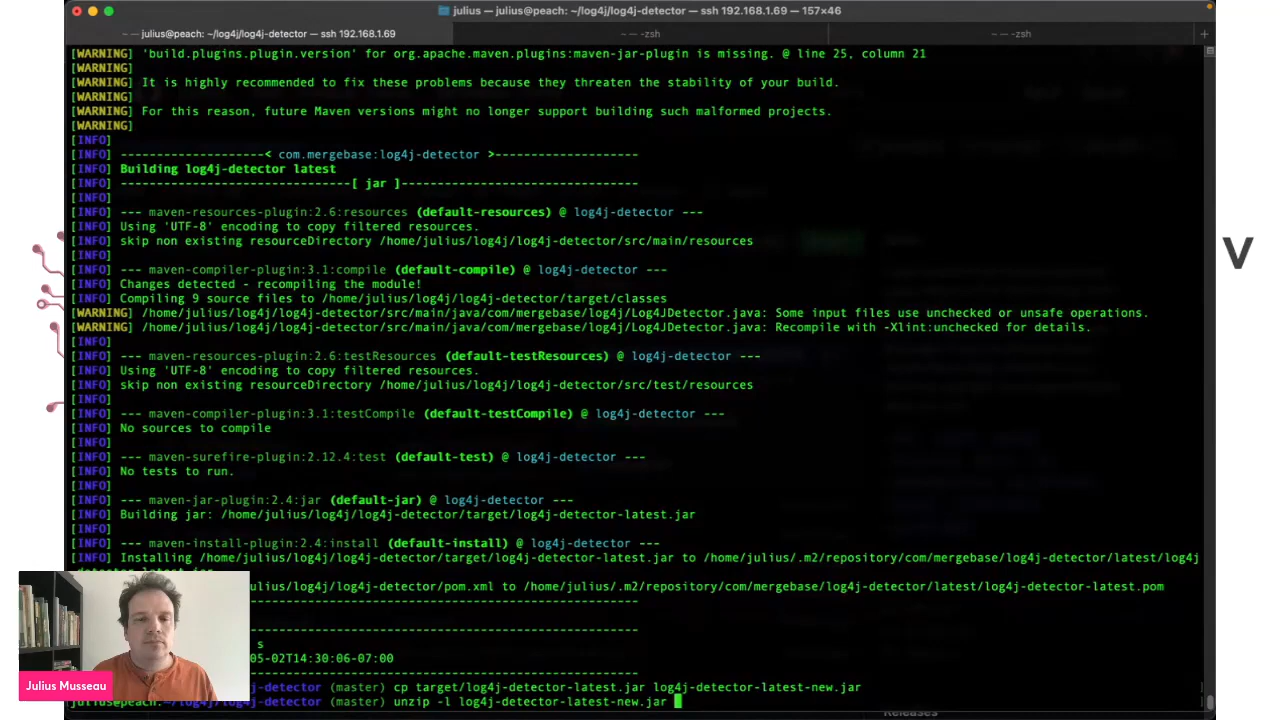 julius — julius@peach: ~/log4j/log4j-detector — ssh 192.168.1.69 — 157×46
~ — julius@peach: ~/log4j/log4j-detector — ssh 192.168.1.69
~ — -zsh
~ — -zsh
+
[WARNING] 'build.plugins.plugin.version' for org.apache.maven.plugins:maven-jar-plugin is missing. @ line 25, column 21
[WARNING]
[WARNING] It is highly recommended to fix these problems because they threaten the stability of your build.
[WARNING]
[WARNING] For this reason, future Maven versions might no longer support building such malformed projects.
[WARNING]
[INFO]
[INFO] --------------------< com.mergebase:log4j-detector >--------------------
[INFO] Building log4j-detector latest
[INFO] --------------------------------[ jar ]---------------------------------
[INFO]
[INFO] --- maven-resources-plugin:2.6:resources (default-resources) @ log4j-detector ---
[INFO] Using 'UTF-8' encoding to copy filtered resources.
[INFO] skip non existing resourceDirectory /home/julius/log4j/log4j-detector/src/main/resources
[INFO]
[INFO] --- maven-compiler-plugin:3.1:compile (default-compile) @ log4j-detector ---
[INFO] Changes detected - recompiling the module!
[INFO] Compiling 9 source files to /home/julius/log4j/log4j-detector/target/classes
[WARNING] /home/julius/log4j/log4j-detector/src/main/java/com/mergebase/log4j/Log4JDetector.java: Some input files use unchecked or unsafe operations.
[WARNING] /home/julius/log4j/log4j-detector/src/main/java/com/mergebase/log4j/Log4JDetector.java: Recompile with -Xlint:unchecked for details.
[INFO]
[INFO] --- maven-resources-plugin:2.6:testResources (default-testResources) @ log4j-detector ---
[INFO] Using 'UTF-8' encoding to copy filtered resources.
[INFO] skip non existing resourceDirectory /home/julius/log4j/log4j-detector/src/test/resources
[INFO]
[INFO] --- maven-compiler-plugin:3.1:testCompile (default-testCompile) @ log4j-detector ---
[INFO] No sources to compile
[INFO]
[INFO] --- maven-surefire-plugin:2.12.4:test (default-test) @ log4j-detector ---
[INFO] No tests to run.
[INFO]
[INFO] --- maven-jar-plugin:2.4:jar (default-jar) @ log4j-detector ---
[INFO] Building jar: /home/julius/log4j/log4j-detector/target/log4j-detector-latest.jar
[INFO]
[INFO] --- maven-install-plugin:2.4:install (default-install) @ log4j-detector ---
[INFO] Installing /home/julius/log4j/log4j-detector/target/log4j-detector-latest.jar to /home/julius/.m2/repository/com/mergebase/log4j-detector/latest/log4j
/julius/log4j/log4j-detector/pom.xml to /home/julius/.m2/repository/com/mergebase/log4j-detector/latest/log4j-detector-latest.pom
------------------------------------------------
------------------------------------------------
s
05-02T14:30:06-07:00
------------------------------------------------
j-detector (master) cp target/log4j-detector-latest.jar log4j-detector-latest-new.jar
julius@peach:~/log4j/log4j-detector (master) unzip -l log4j-detector-latest-new.jar
Julius Musseau
V